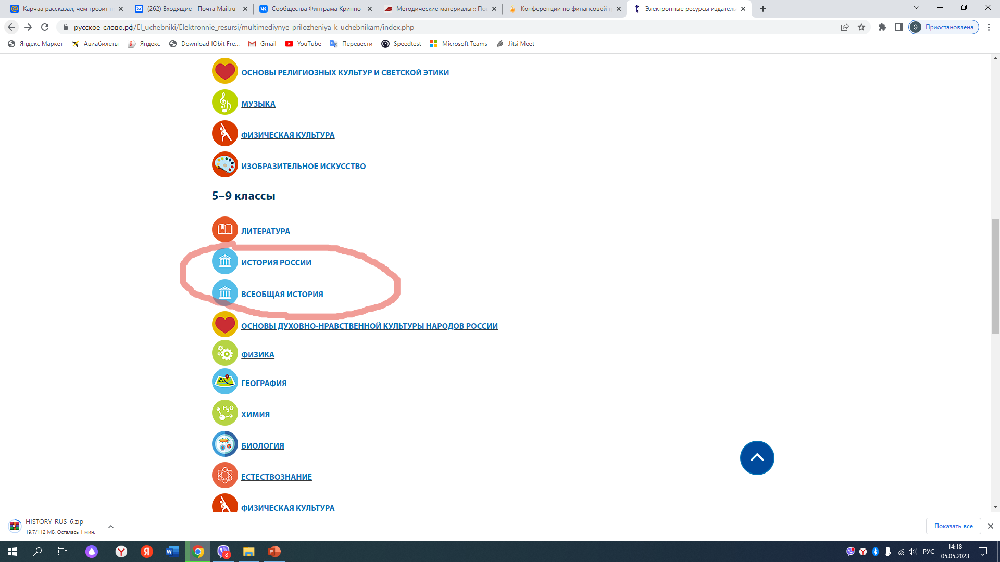 Карчаа рассказал, чем грозит п
(262) Входящие - Почта Mail.ru
Сообщества Финграма Криппо
Методические материалы :: По
Конференции по финансовой г
Электронные ресурсы издатель
русское-слово.рф/El_uchebniki/Elektronnie_resursi/multimediynye-prilozheniya-k-uchebnikam/index.php
Э Приостановлена
Яндекс Маркет
Авиабилеты
Яндекс
Download IObit Fre...
Gmail
YouTube
Перевести
Speedtest
Microsoft Teams
Jitsi Meet
ОСНОВЫ РЕЛИГИОЗНЫХ КУЛЬТУР И СВЕТСКОЙ ЭТИКИ
МУЗЫКА
ФИЗИЧЕСКАЯ КУЛЬТУРА
ИЗОБРАЗИТЕЛЬНОЕ ИСКУССТВО
5–9 классы
ЛИТЕРАТУРА
ИСТОРИЯ РОССИИ
ВСЕОБЩАЯ ИСТОРИЯ
ОСНОВЫ ДУХОВНО-НРАВСТВЕННОЙ КУЛЬТУРЫ НАРОДОВ РОССИИ
ФИЗИКА
ГЕОГРАФИЯ
H₂O
ХИМИЯ
БИОЛОГИЯ
ЕСТЕСТВОЗНАНИЕ
ФИЗИЧЕСКАЯ КУЛЬТУРА
HISTORY_RUS_6.zip
19,7/112 МБ, Осталась 1 мин.
Показать все
8
РУС
14:18
05.05.2023